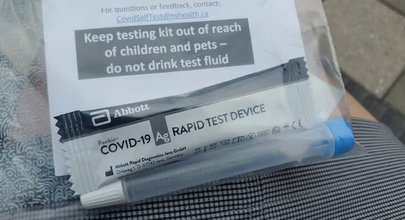 For questions or feedback, contact:
CovidSelfTest@nshealth.ca
Keep testing kit out of reach
of children and pets –
do not drink test fluid
Abbott
Panbio™
COVID-19 Ag RAPID TEST DEVICE
Abbott Rapid Diagnostics Jena GmbH